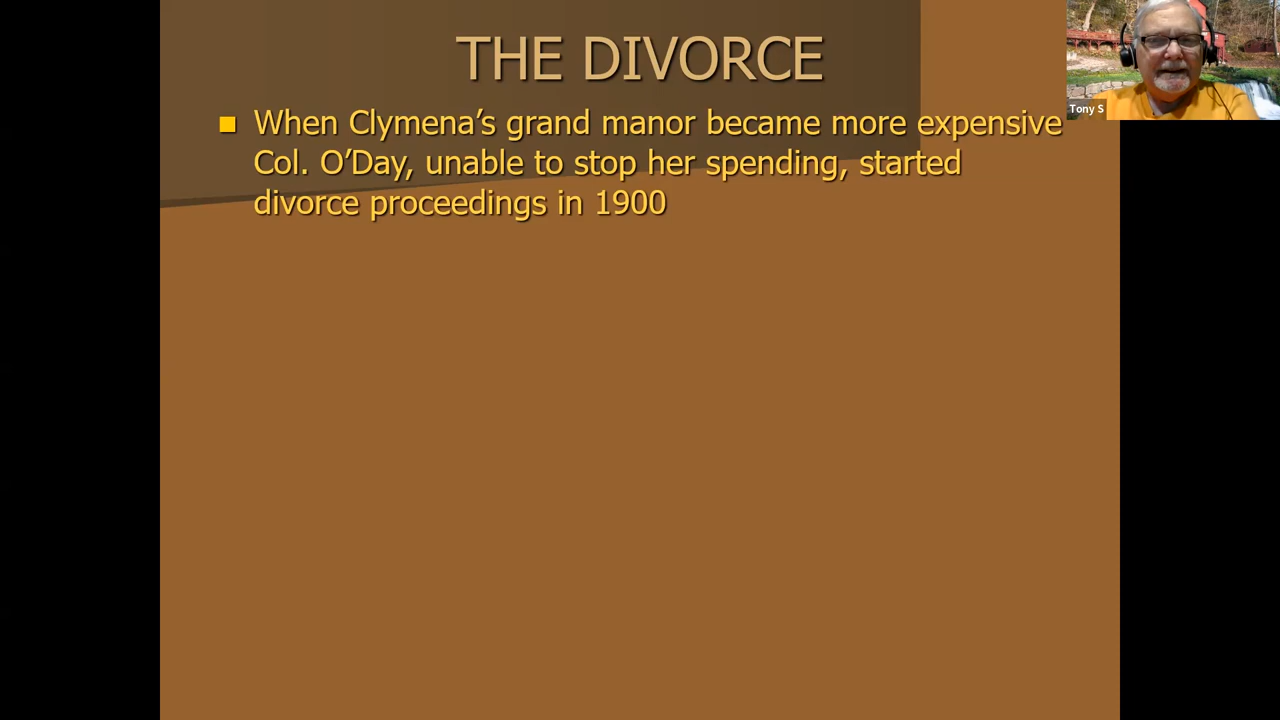 THE DIVORCE
When Clymena’s grand manor became more expensive
Col. O’Day, unable to stop her spending, started
divorce proceedings in 1900
Tony S